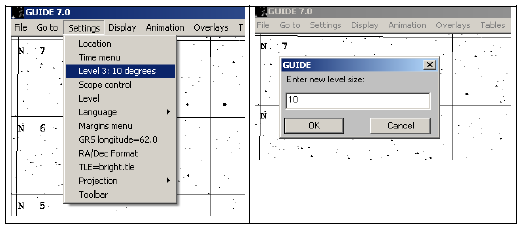 GUIDE 7.0
File Go to Settings Display Animation Overlays T
Location
Time menu
Level 3: 10 degrees
Scope control
Level
Language
Margins menu
GRS longitude=62.0
RA/Dec Format
TLE=bright.tle
Projection
Toolbar
N 7
N 6
N 5
GUIDE 7.0
File Go to Settings Display Animation Overlays Tables
N 7
GUIDE
Enter new level size:
10
OK Cancel
N